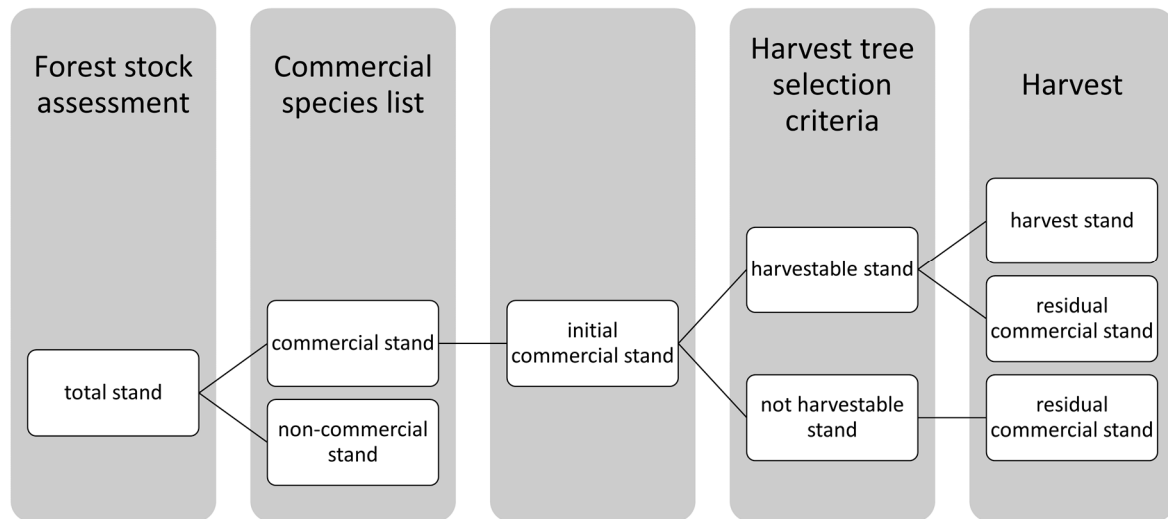 Forest stock
assessment
Commercial
species list
Harvest tree
selection
criteria
Harvest
total stand
commercial stand
non-commercial
stand
initial
commercial stand
harvestable stand
not harvestable
stand
harvest stand
residual
commercial stand
residual
commercial stand